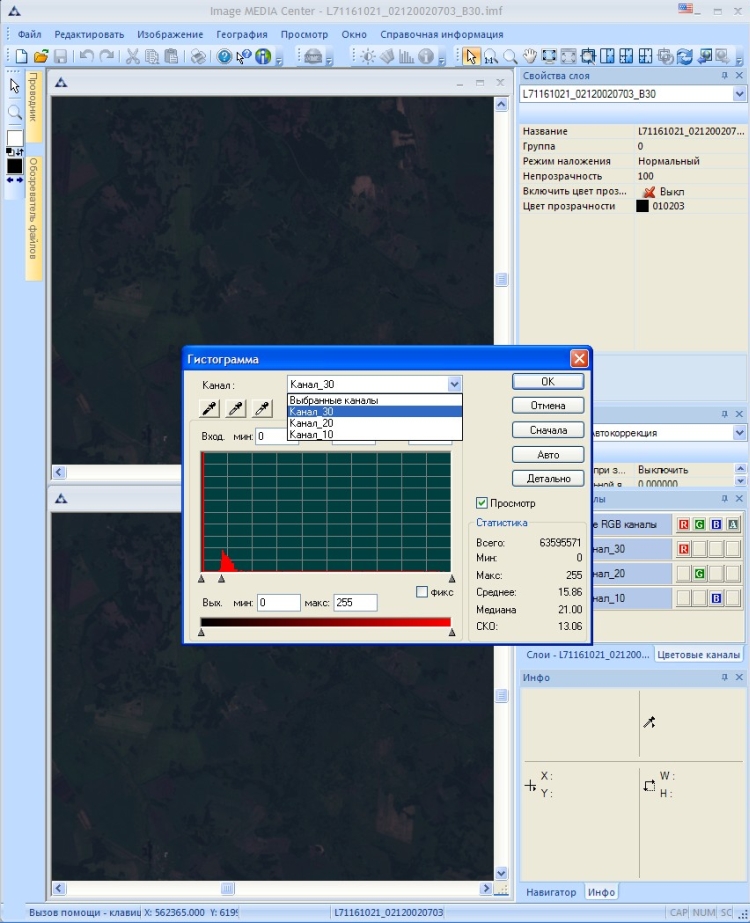 Image MEDIA Center - L71161021_02120020703_B30.imf
Файл Редактировать Изображение География Просмотр Окно Справочная информация
Проводник
Обозреватель файлов
Свойства слоя
L71161021_02120020703_B30
Название L71161021_021200207...
Группа 0
Режим наложения Нормальный
Непрозрачность 100
Включить цвет проз... Выкл
Цвет прозрачности 010203
Гистограмма
Канал: Канал_30
Выбранные каналы
Канал_30
Канал_20
Канал_10
Вход. мин: 0
OK
Отмена
Сначала
Авто
Детально
Просмотр
Статистика
Всего: 63595571
Мин: 0
Макс: 255
Среднее: 15.86
Медиана 21.00
СКО: 13.06
фикс
Вых. мин: 0 макс: 255
втокоррекция
при з... Выключить
0.000000
лы
е RGB каналы R G B A
нал_30 R
нал_20 G
нал_10 B
Слои - L71161021_021200... Цветовые каналы
Инфо
X: W:
Y: H:
Навигатор Инфо
Вызов помощи - клавиш X: 562365.000 Y: 619 L71161021_02120020703 CAP NUM SC